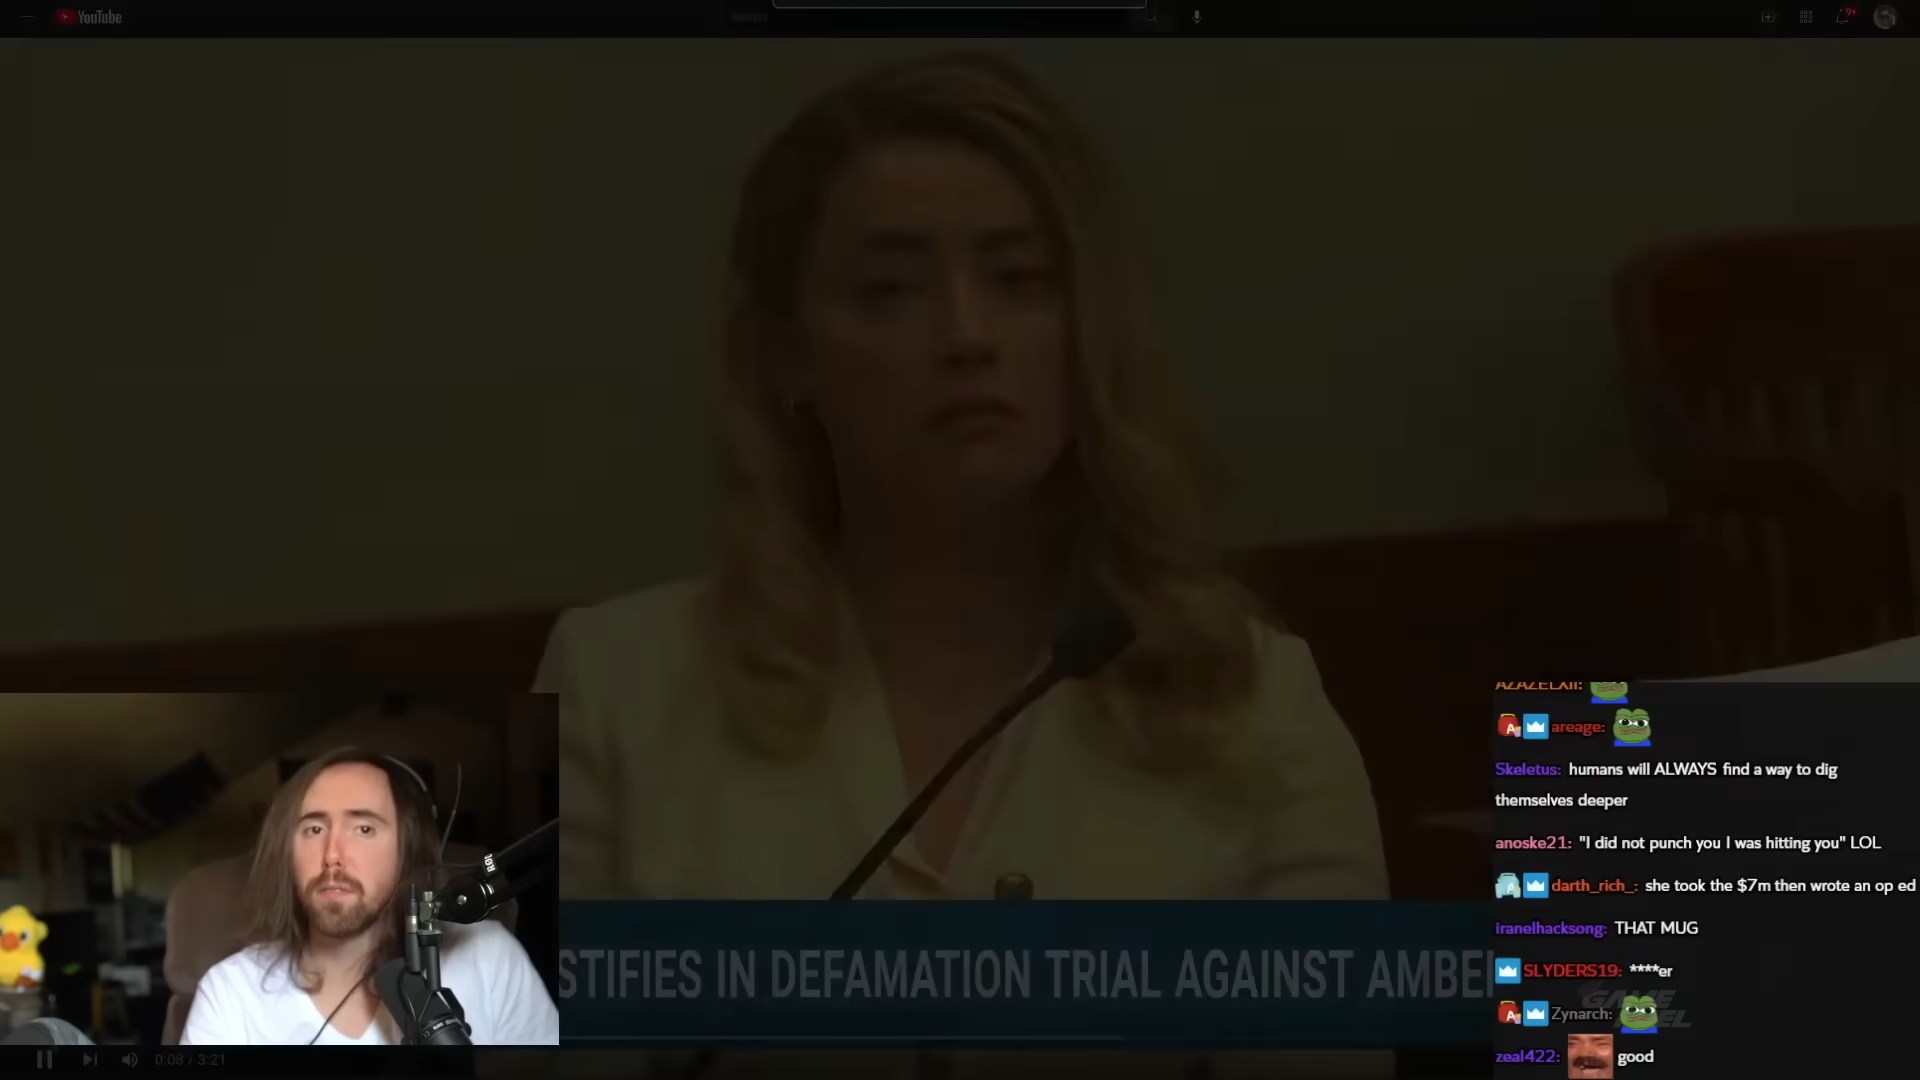 YouTube
9+
AZAZELXII:
areage:
Skeletus: humans will ALWAYS find a way to dig
themselves deeper
anoske21: "I did not punch you I was hitting you" LOL
darth_rich_: she took the $7m then wrote an op ed
iranelhacksong: THAT MUG
SLYDERS19: ****er
Zynarch:
zeal422: good
STIFIES IN DEFAMATION TRIAL AGAINST AMBE
0:08 / 3:21